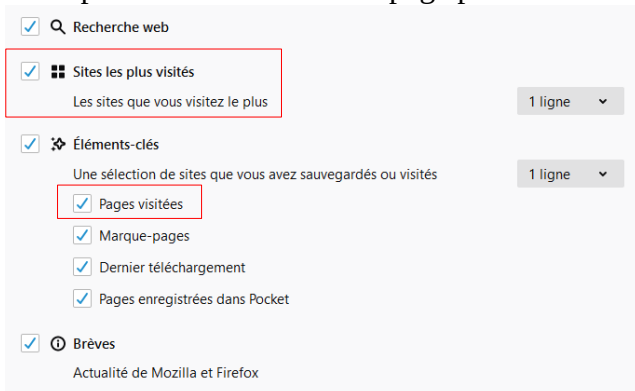 Recherche web
Sites les plus visités
Les sites que vous visitez le plus 1 ligne
Éléments-clés
Une sélection de sites que vous avez sauvegardés ou visités 1 ligne
Pages visitées
Marque-pages
Dernier téléchargement
Pages enregistrées dans Pocket
Brèves
Actualité de Mozilla et Firefox